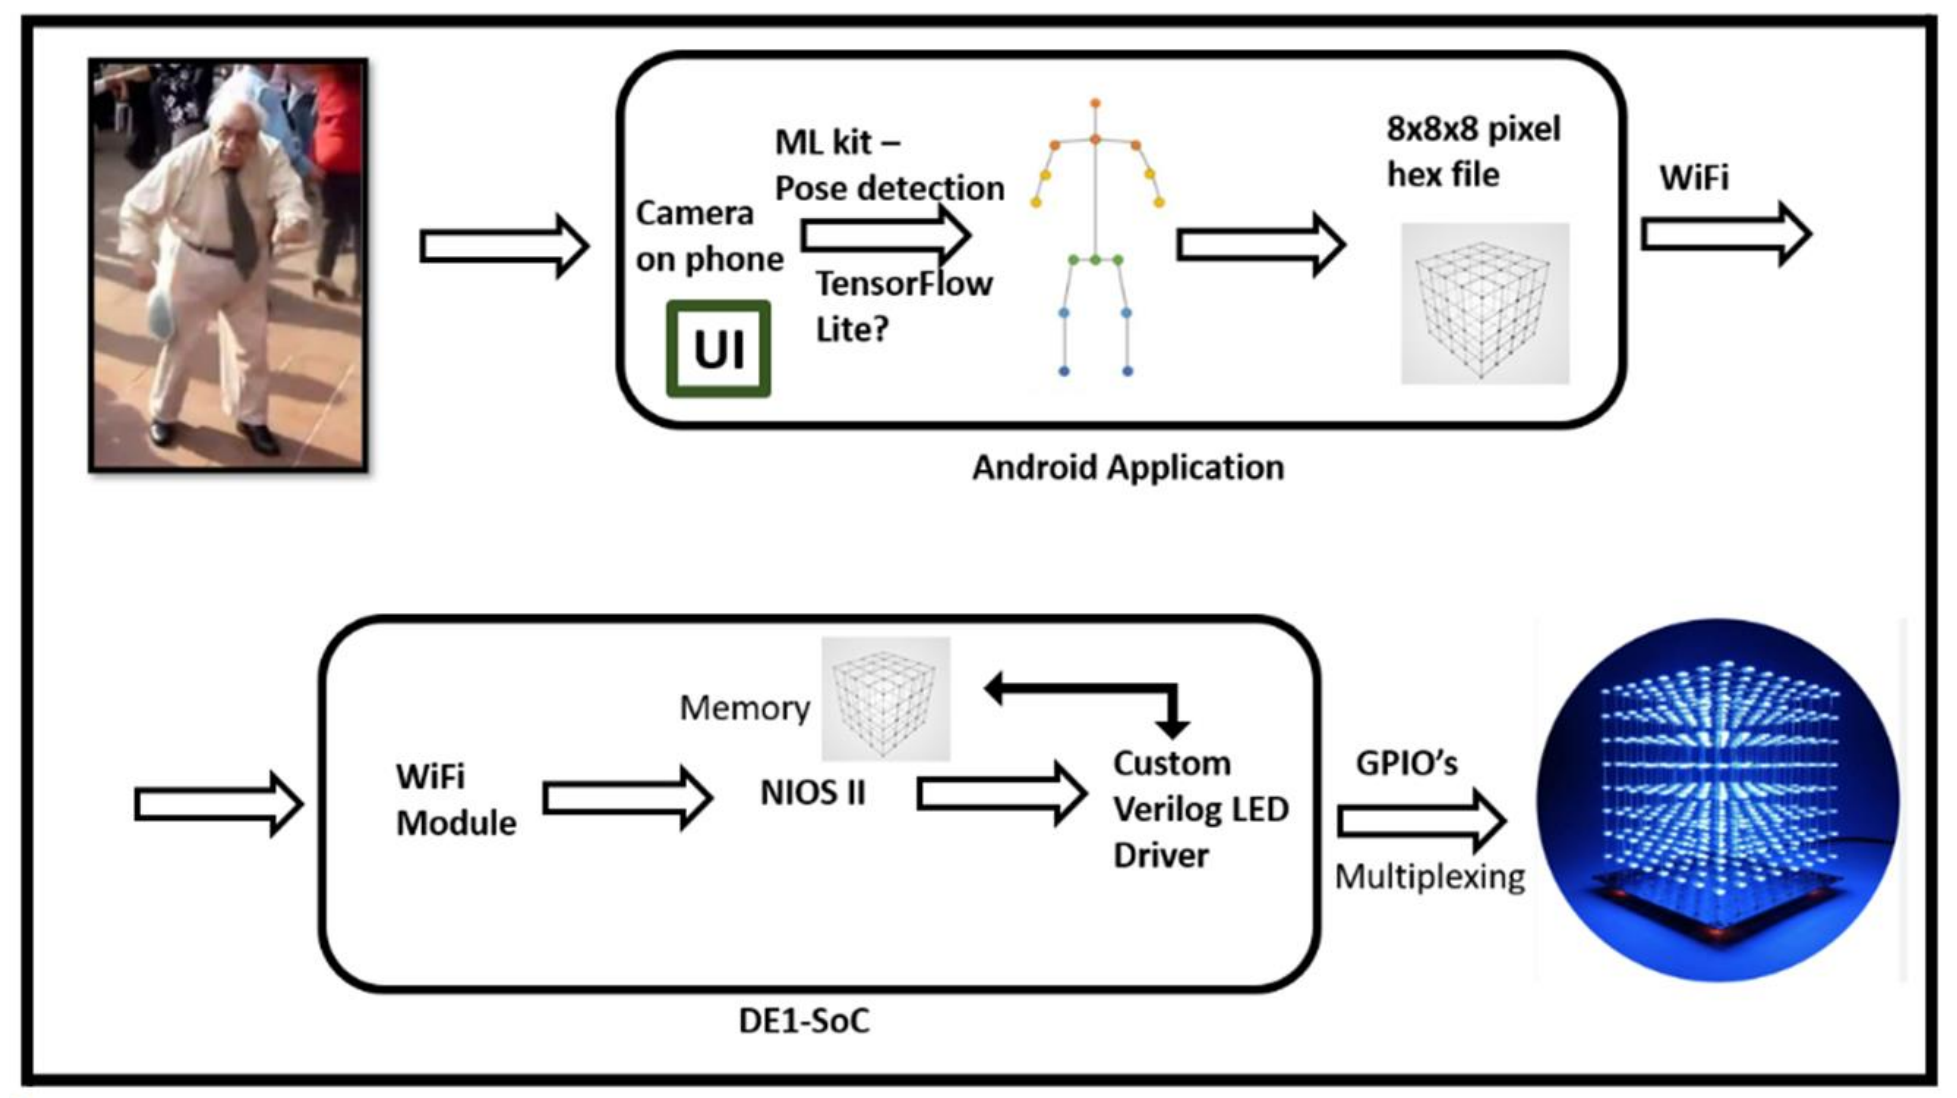 ML kit –
Pose detection
Camera
on phone
TensorFlow
Lite?
UI
8x8x8 pixel
hex file
WiFi
Android Application
WiFi
Module
Memory
NIOS II
Custom
Verilog LED
Driver
GPIO's
Multiplexing
DE1-SoC